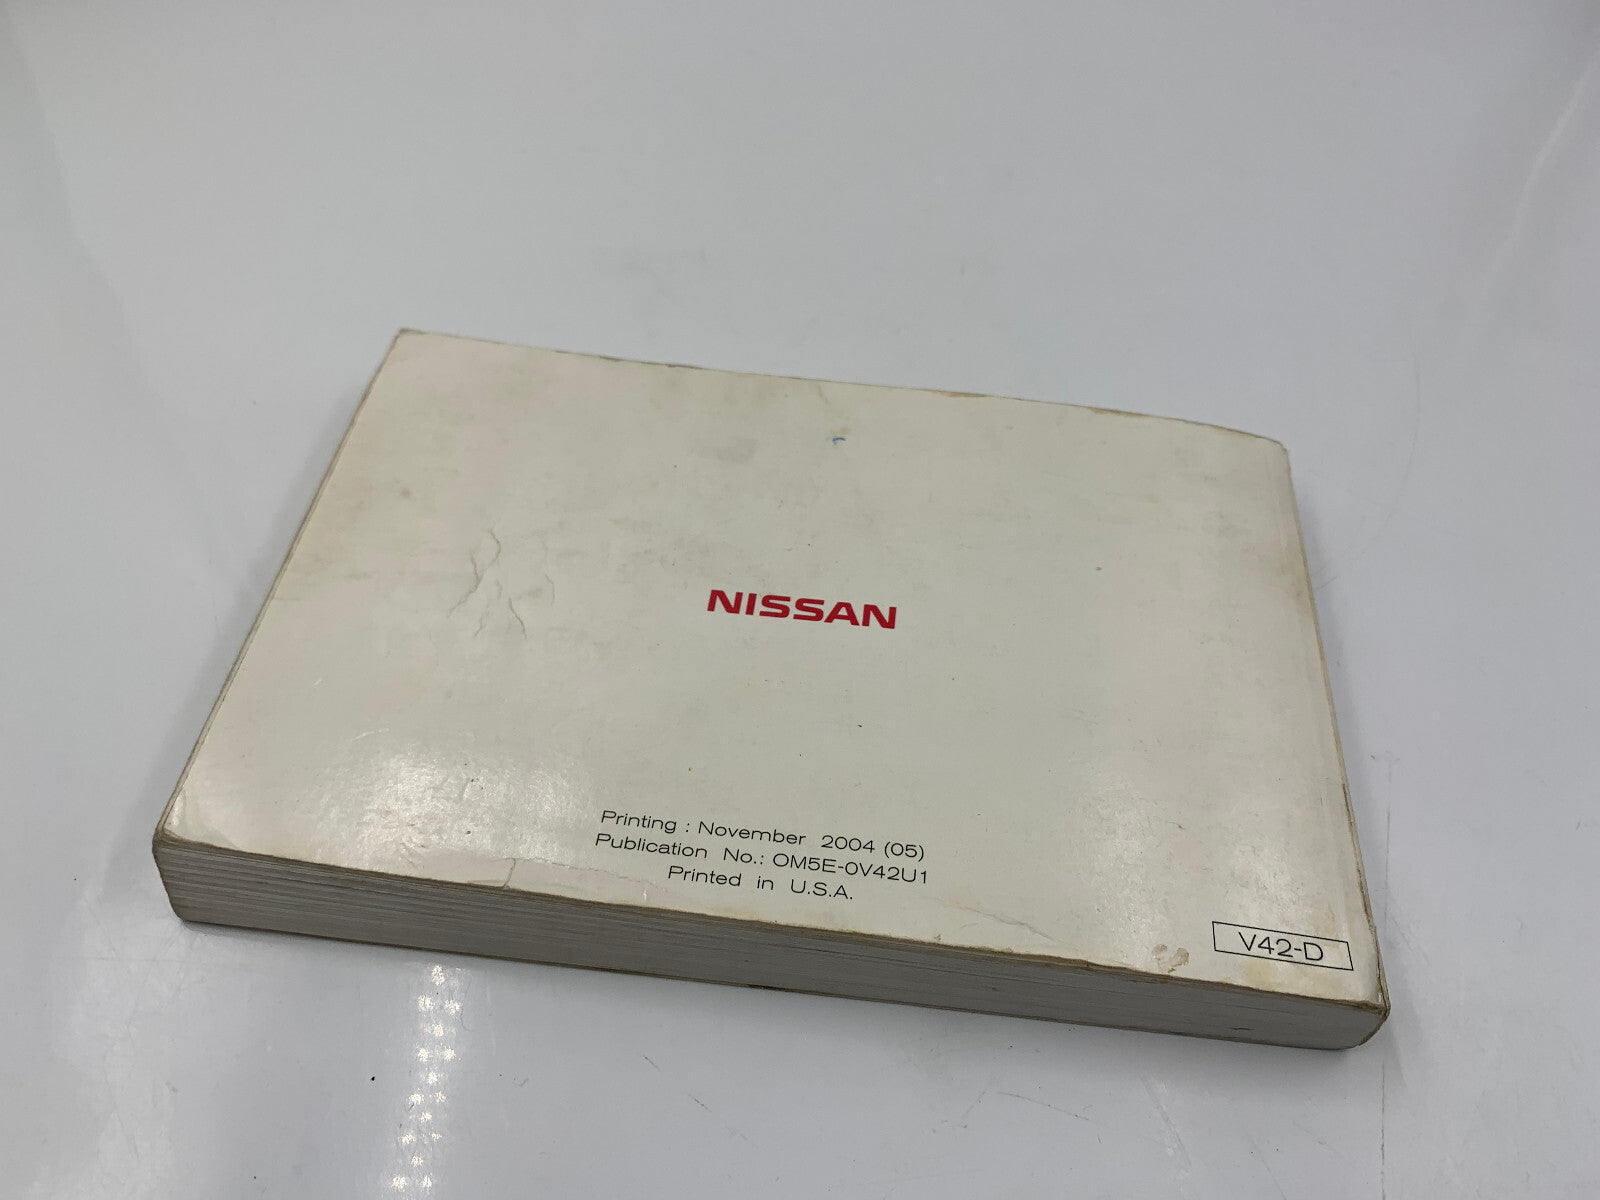 NISSAN
Printing : November 2004 (05)
Publication No.: OM5E-0V42U1
Printed in U.S.A.
V42-D